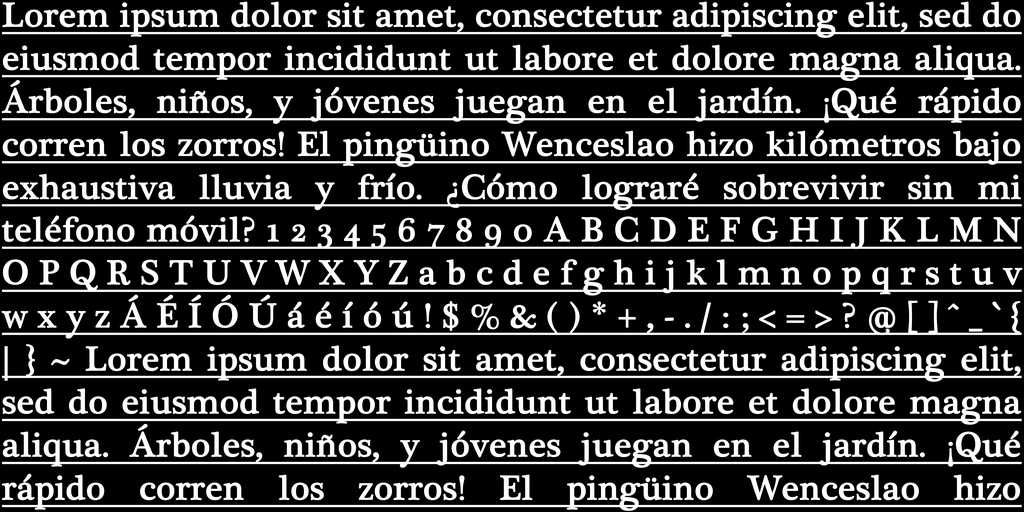 Lorem ipsum dolor sit amet, consectetur adipiscing elit, sed do
eiusmod tempor incididunt ut labore et dolore magna aliqua.
Árboles, niños, y jóvenes juegan en el jardín. ¡Qué rápido
corren los zorros! El pingüino Wenceslao hizo kilómetros bajo
exhaustiva lluvia y frío. ¿Cómo lograré sobrevivir sin mi
teléfono móvil? 1 2 3 4 5 6 7 8 9 0 A B C D E F G H I J K L M N
O P Q R S T U V W X Y Z a b c d e f g h i j k l m n o p q r s t u v
w x y z Á É Í Ó Ú á é í ó ú ! $ % & ( ) * + , - . / : ; < = > ? @ [ ] ^ _ ` {
| } ~ Lorem ipsum dolor sit amet, consectetur adipiscing elit,
sed do eiusmod tempor incididunt ut labore et dolore magna
aliqua. Árboles, niños, y jóvenes juegan en el jardín. ¡Qué
rápido corren los zorros! El pingüino Wenceslao hizo